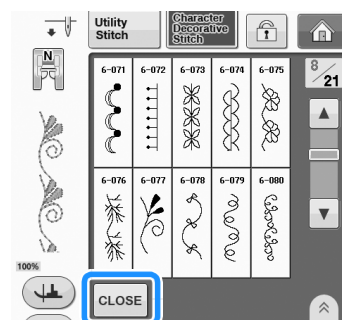 Utility
Stitch
Character
Decorative
Stitch
N
6-071 6-072 6-073 6-074 6-075
8/21
6-076 6-077 6-078 6-079 6-080
100%
CLOSE